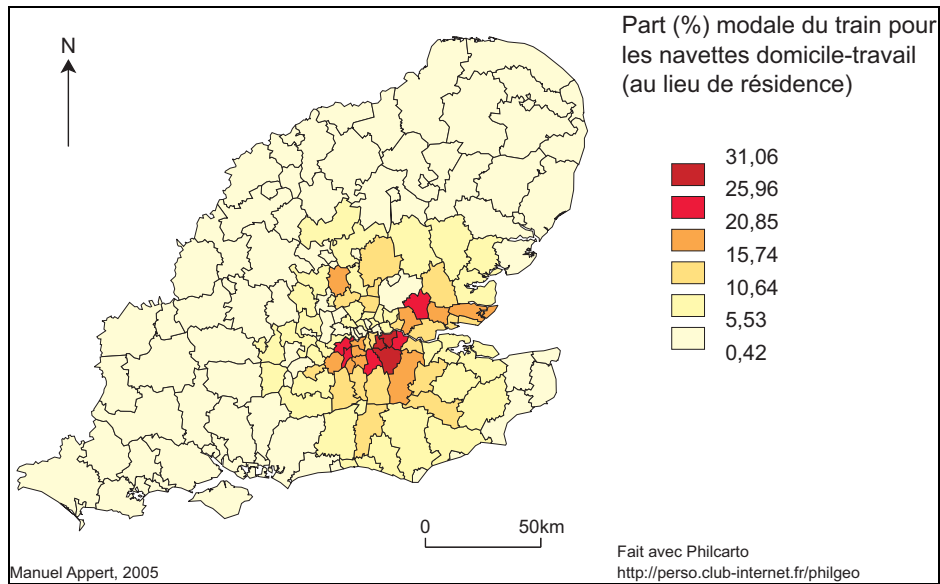 Part (%) modale du train pour
les navettes domicile-travail
(au lieu de résidence)
N
31,06
25,96
20,85
15,74
10,64
5,53
0,42
0 50km
Manuel Appert, 2005
Fait avec Philcarto
http://perso.club-internet.fr/philgeo